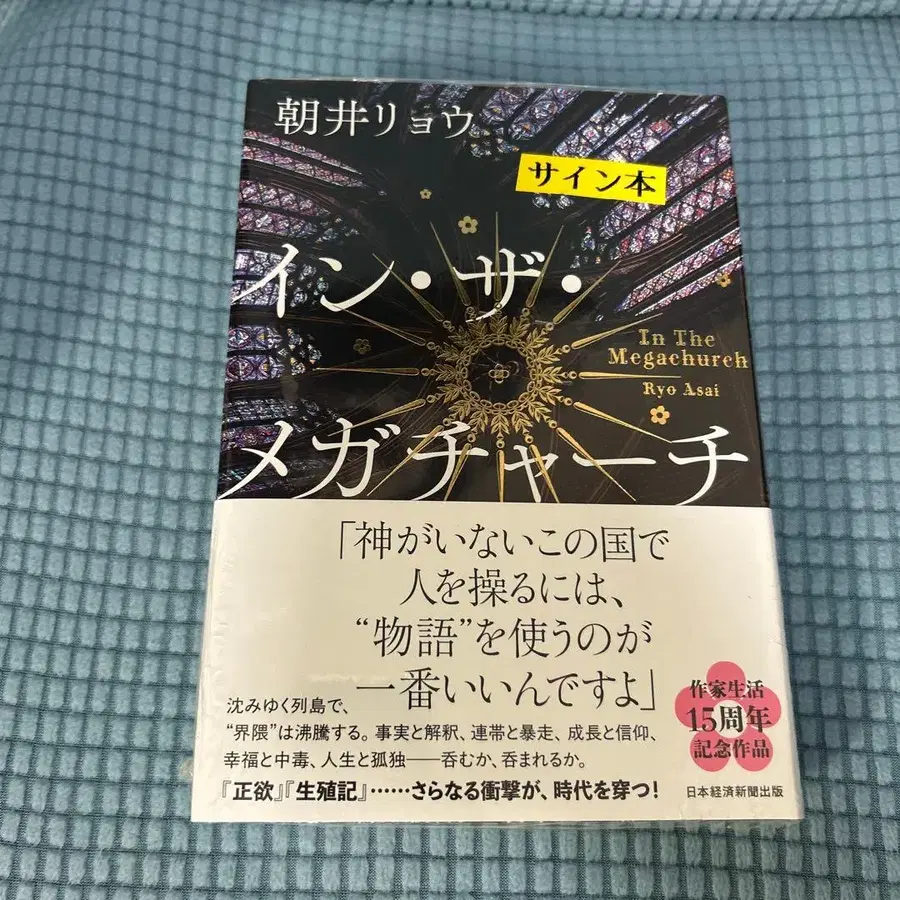 朝井リョウ
サイン本
イン・ザ・
In The
Megachurch
Ryo Asai
メガチャーチ
「神がいないこの国で
人を操るには、
“物語”を使うのが
一番いいんですよ」
沈みゆく列島で、
“界隈”は沸騰する。事実と解釈、連帯と暴走、成長と信仰、
幸福と中毒、人生と孤独——呑むか、呑まれるか。
『正欲』『生殖記』……さらなる衝撃が、時代を穿つ!
作家生活
15周年
記念作品
日本経済新聞出版